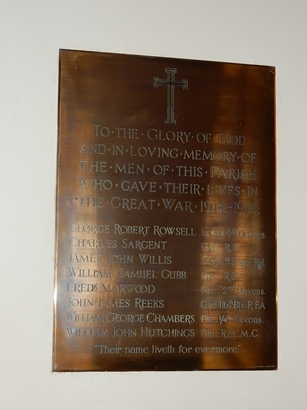 TO·THE·GLORY·OF·GOD
AND·IN·LOVING·MEMORY·OF
THE·MEN·OF·THIS·PARISH
WHO·GAVE·THEIR·LIVES·IN
THE·GREAT·WAR·
GEORGE ROBERT ROWSELL
CHARLES SARGENT
JAMES JOHN WILLIS
WILLIAM SAMUEL GUBB
FREDK MARWOOD
JOHN JAMES REEKS
WILLIAM GEORGE CHAMBERS
WILLIAM JOHN HUTCHINGS R.A.M.C.
"Their name liveth for evermore"